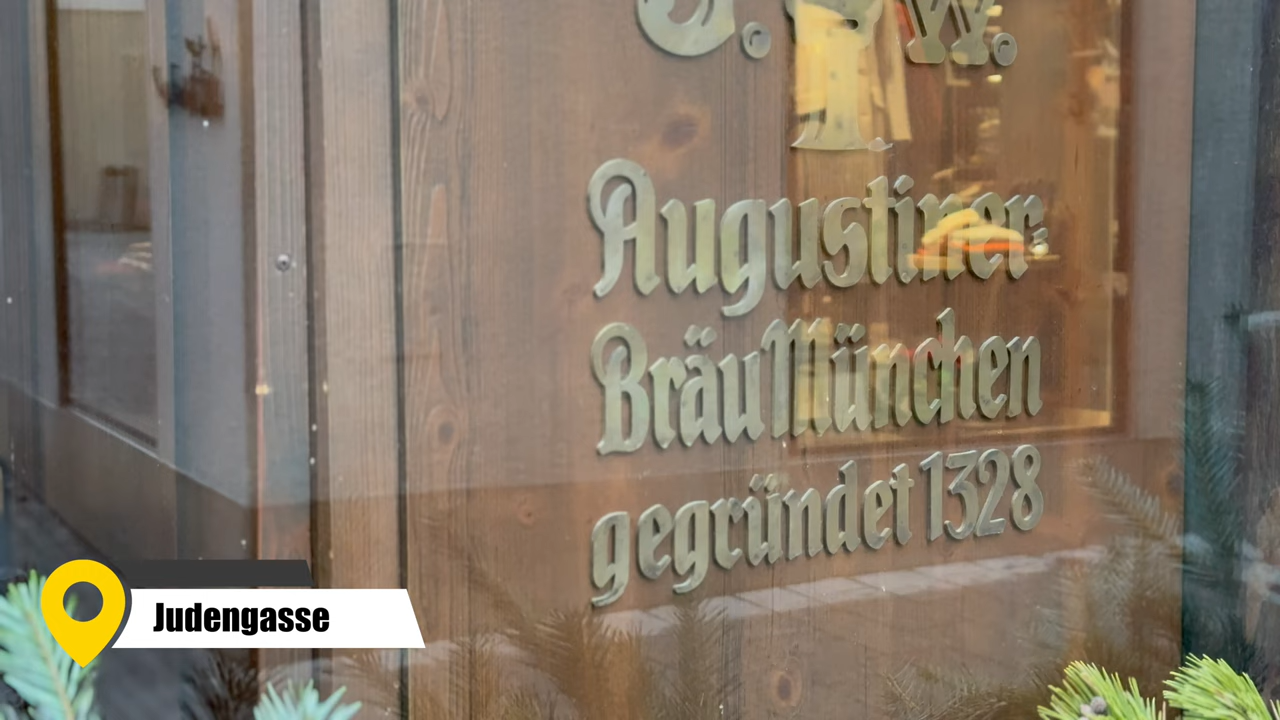 J. W.
Augustiner-
Bräu München
gegründet 1328
Judengasse